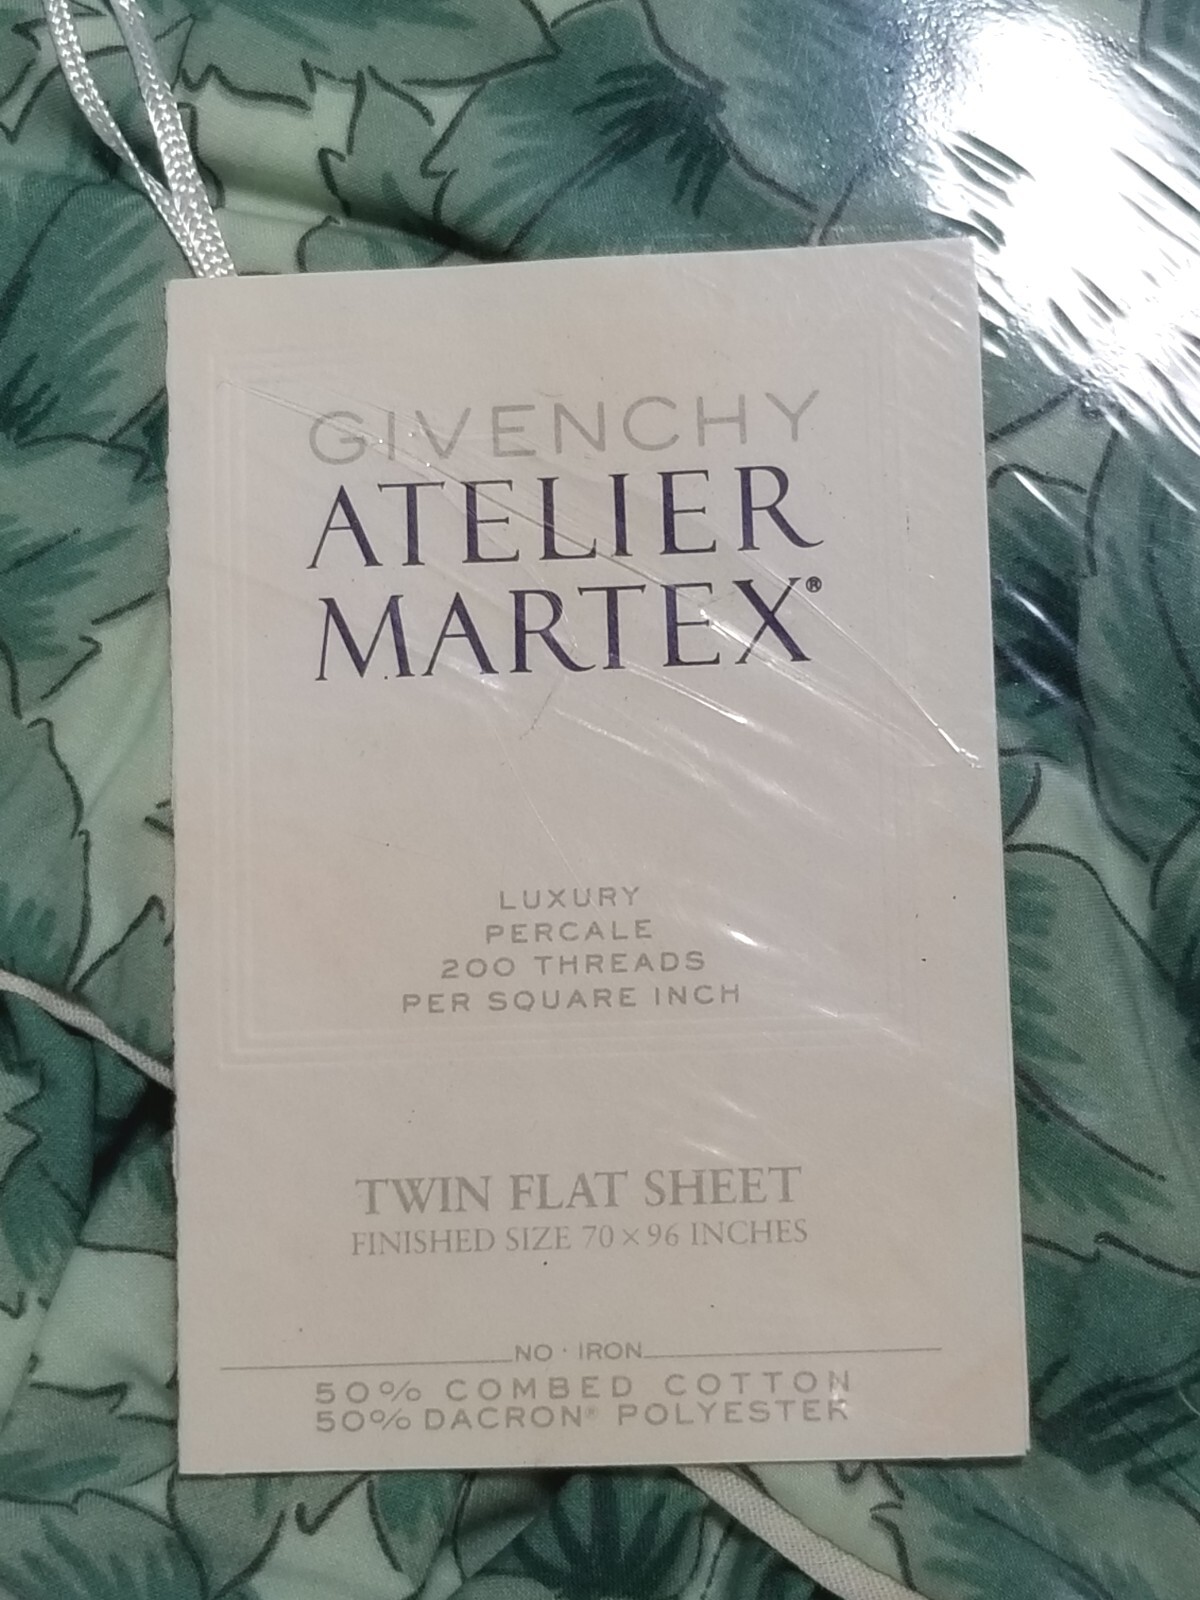 GIVENCHY
ATELIER
MARTEX®
LUXURY
PERCALE
200 THREADS
PER SQUARE INCH
TWIN FLAT SHEET
FINISHED SIZE 70×96 INCHES
NO·IRON
50% COMBED COTTON
50% DACRON® POLYESTER